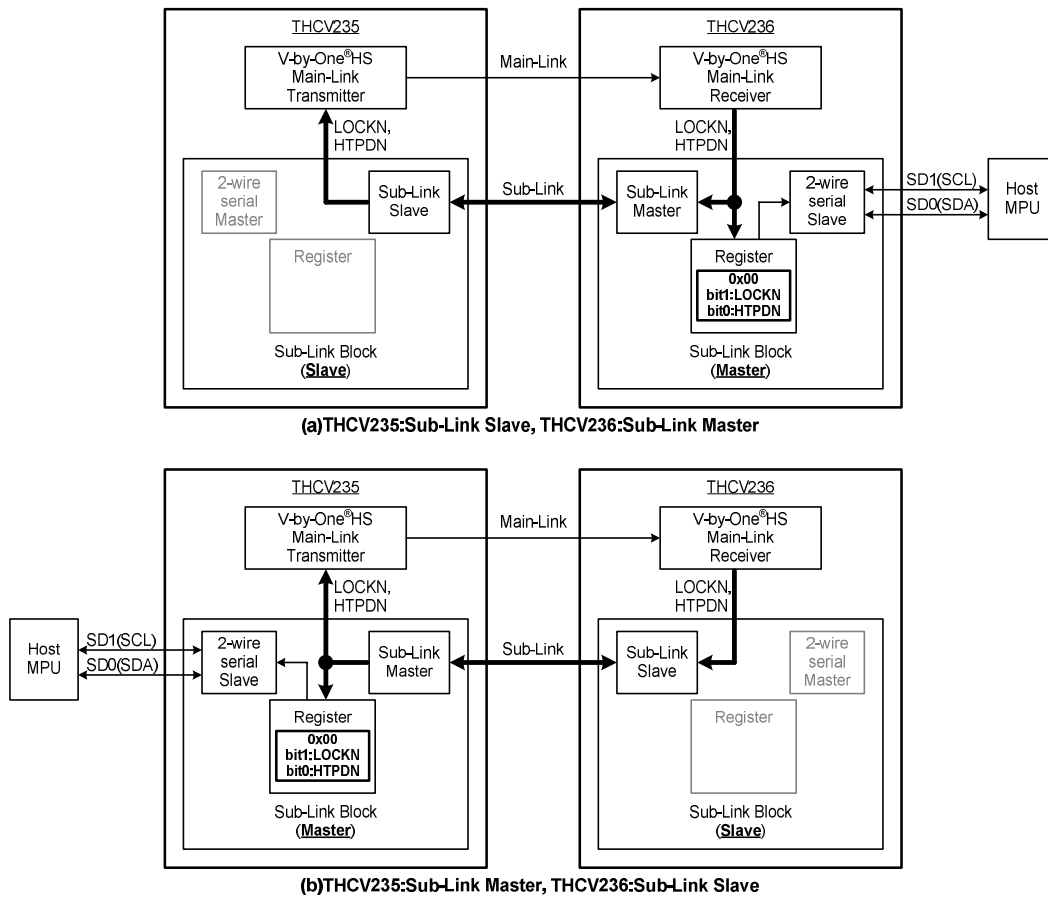 THCV235
V-by-One®HS
Main-Link
Transmitter
Main-Link
THCV236
V-by-One®HS
Main-Link
Receiver
LOCKN,
HTPDN
LOCKN,
HTPDN
2-wire
serial
Master
Sub-Link
Slave
Sub-Link
Sub-Link
Master
2-wire
serial
Slave
SD1(SCL)
SD0(SDA)
Host
MPU
Register
Register
0x00
bit1:LOCKN
bit0:HTPDN
Sub-Link Block
(Slave)
Sub-Link Block
(Master)
(a)THCV235:Sub-Link Slave, THCV236:Sub-Link Master
THCV235
V-by-One®HS
Main-Link
Transmitter
Main-Link
THCV236
V-by-One®HS
Main-Link
Receiver
LOCKN,
HTPDN
LOCKN,
HTPDN
Host
MPU
SD1(SCL)
SD0(SDA)
2-wire
serial
Slave
Sub-Link
Master
Sub-Link
Sub-Link
Slave
2-wire
serial
Master
Register
0x00
bit1:LOCKN
bit0:HTPDN
Register
Sub-Link Block
(Master)
Sub-Link Block
(Slave)
(b)THCV235:Sub-Link Master, THCV236:Sub-Link Slave